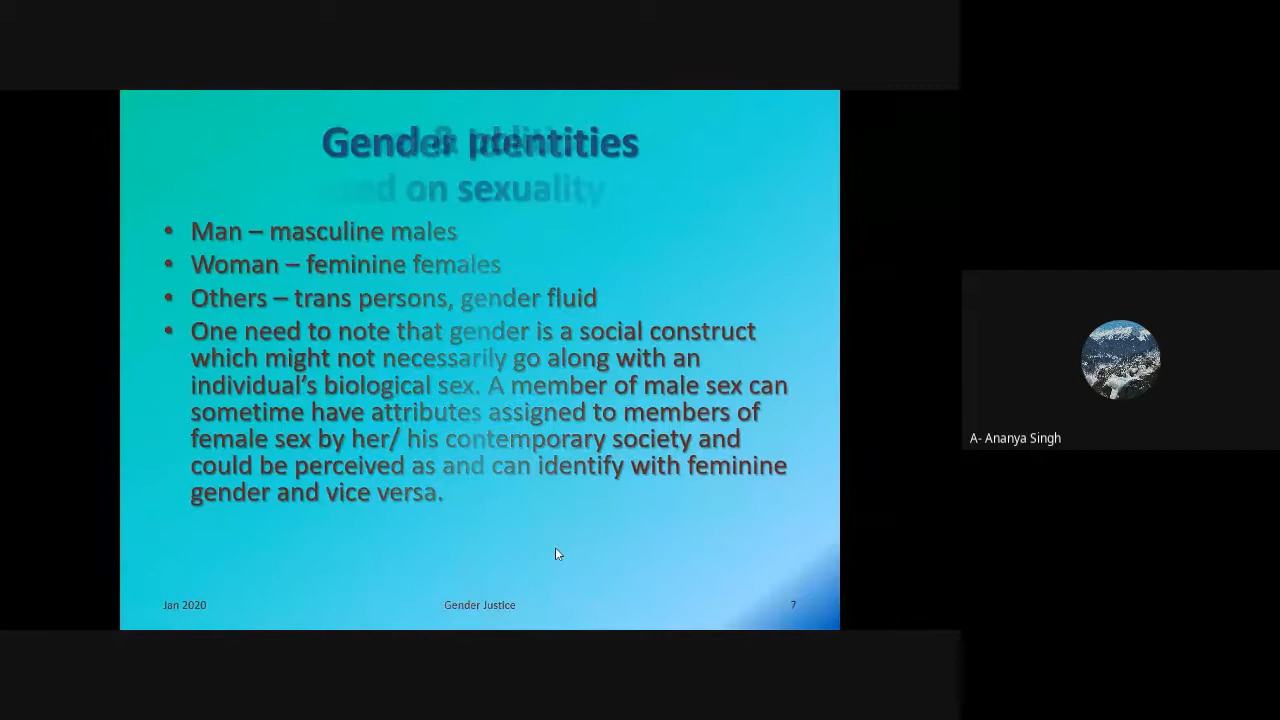 Gender Identities
on sexuality
• Man – masculine males
• Woman – feminine females
• Others – trans persons, gender fluid
• One need to note that gender is a social construct
which might not necessarily go along with an
individual’s biological sex. A member of male sex can
sometime have attributes assigned to members of
female sex by her/ his contemporary society and
could be perceived as and can identify with feminine
gender and vice versa.
Jan 2020
Gender Justice
7
A- Ananya Singh